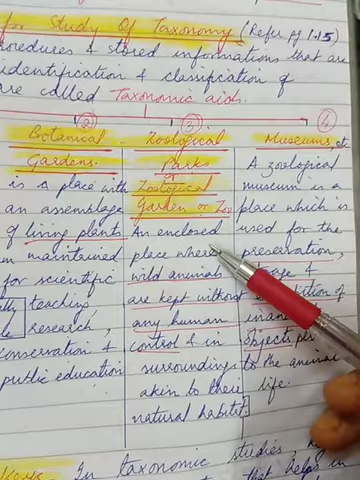 for Study Of Taxonomy (Refer pg 1.15
procedures & stored informations that are
identification & classification of
are called Taxonomic aids.
② ③ ④
Botanical
Gardens.
is a place with
an assemblage
of living plants
maintained
for scientific
teaching,
research,
conservation &
public education
Zoological
Parks
or
Zoological
Garden or Zoo
An enclosed
place where
wild animals
are kept without
any human
control & in
surroundings
akin to their
natural habitat.
Museums etc
A zoological
museum is a
place which is
used for the
preservation,
&
of
objects
to the animal
life.
In taxonomic studies,
that helps in